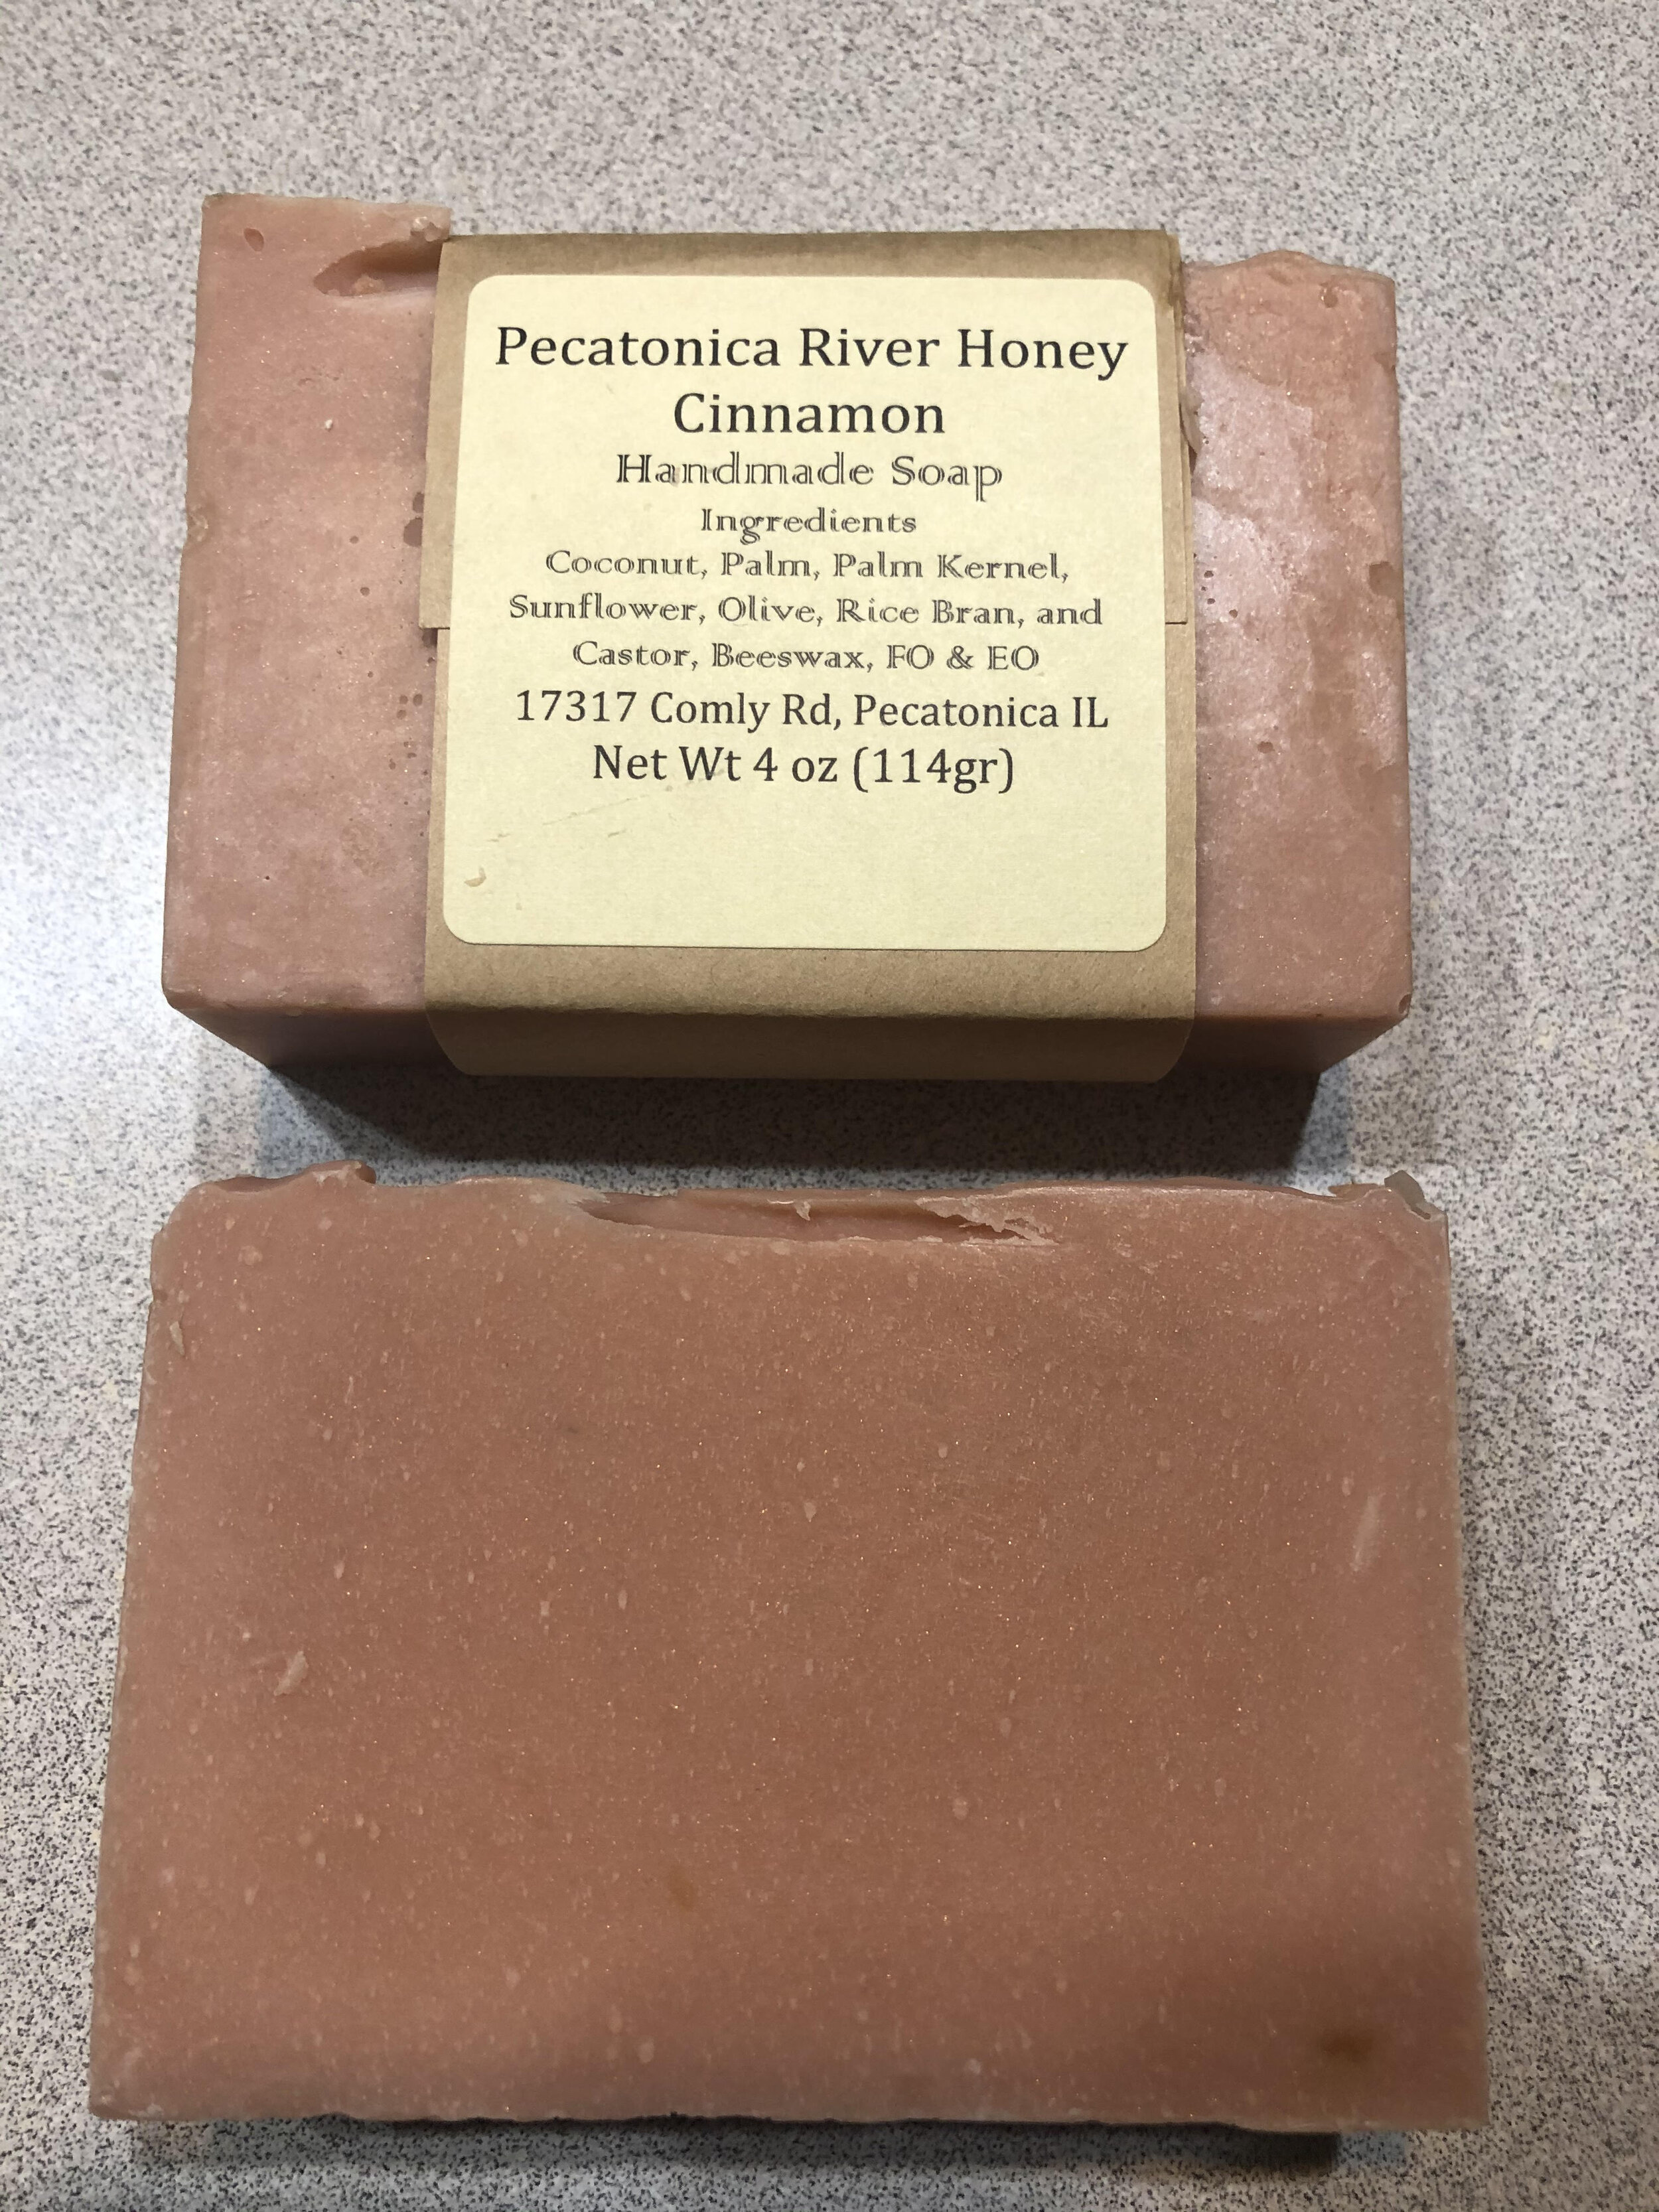 Pecatonica River Honey
Cinnamon
Handmade Soap
Ingredients
Coconut, Palm, Palm Kernel,
Sunflower, Olive, Rice Bran, and
Castor, Beeswax, FO & EO
17317 Comly Rd, Pecatonica IL
Net Wt 4 oz (114gr)